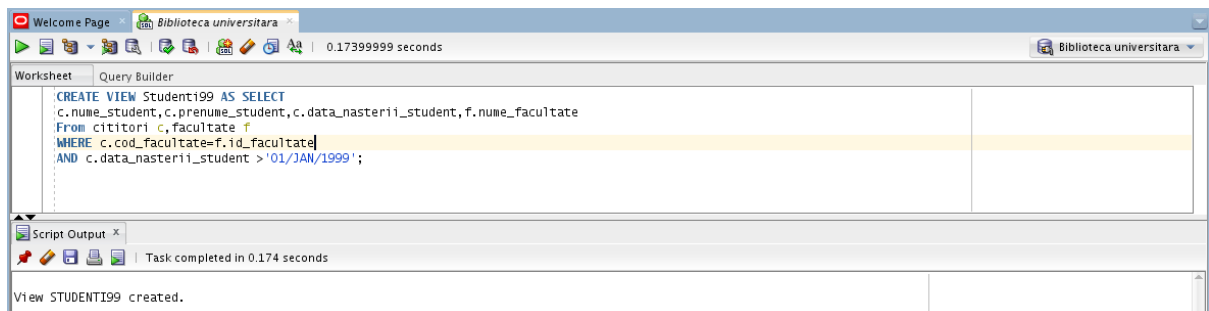 Welcome Page
Biblioteca universitara
0.17399999 seconds
Biblioteca universitara
Worksheet
Query Builder
CREATE VIEW Studenti99 AS SELECT
c.nume_student,c.prenume_student,c.data_nasterii_student,f.nume_facultate
From cititori c,facultate f
WHERE c.cod_facultate=f.id_facultate
AND c.data_nasterii_student >'01/JAN/1999';
Script Output
Task completed in 0.174 seconds
View STUDENTI99 created.